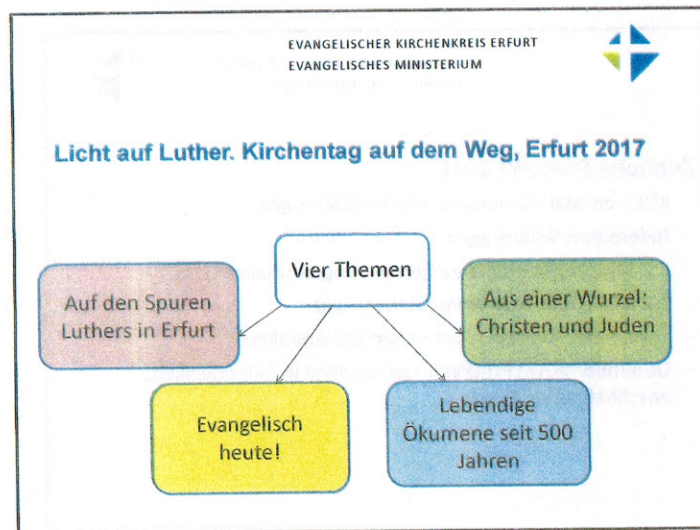 EVANGELISCHER KIRCHENKREIS ERFURT
EVANGELISCHES MINISTERIUM
Licht auf Luther. Kirchentag auf dem Weg, Erfurt 2017
Vier Themen
Auf den Spuren
Luthers in Erfurt
Aus einer Wurzel:
Christen und Juden
Evangelisch
heute!
Lebendige
Ökumene seit 500
Jahren